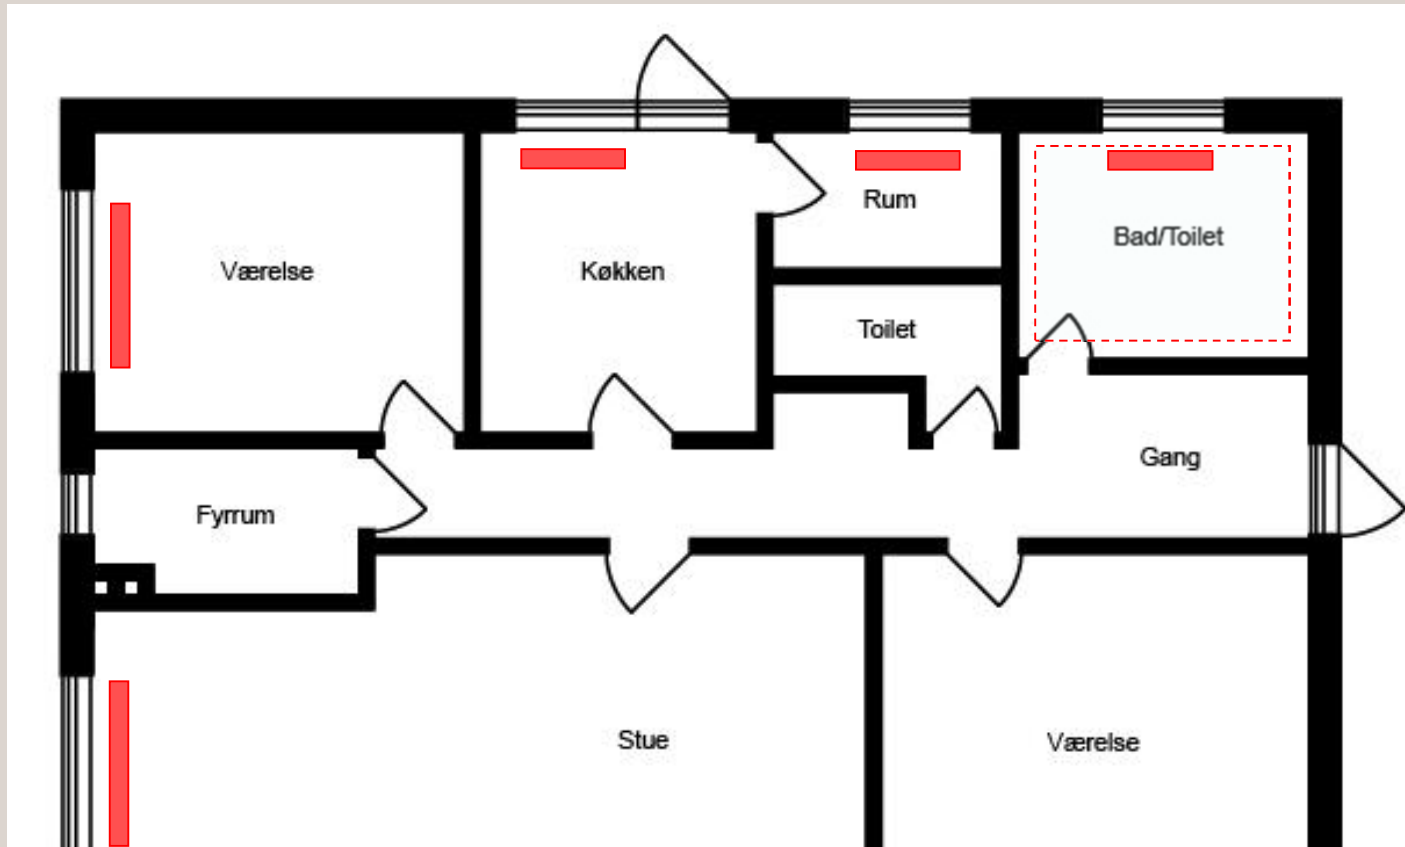 Rum
Bad/Toilet
Værelse
Køkken
Toilet
Gang
Fyrrum
Stue
Værelse